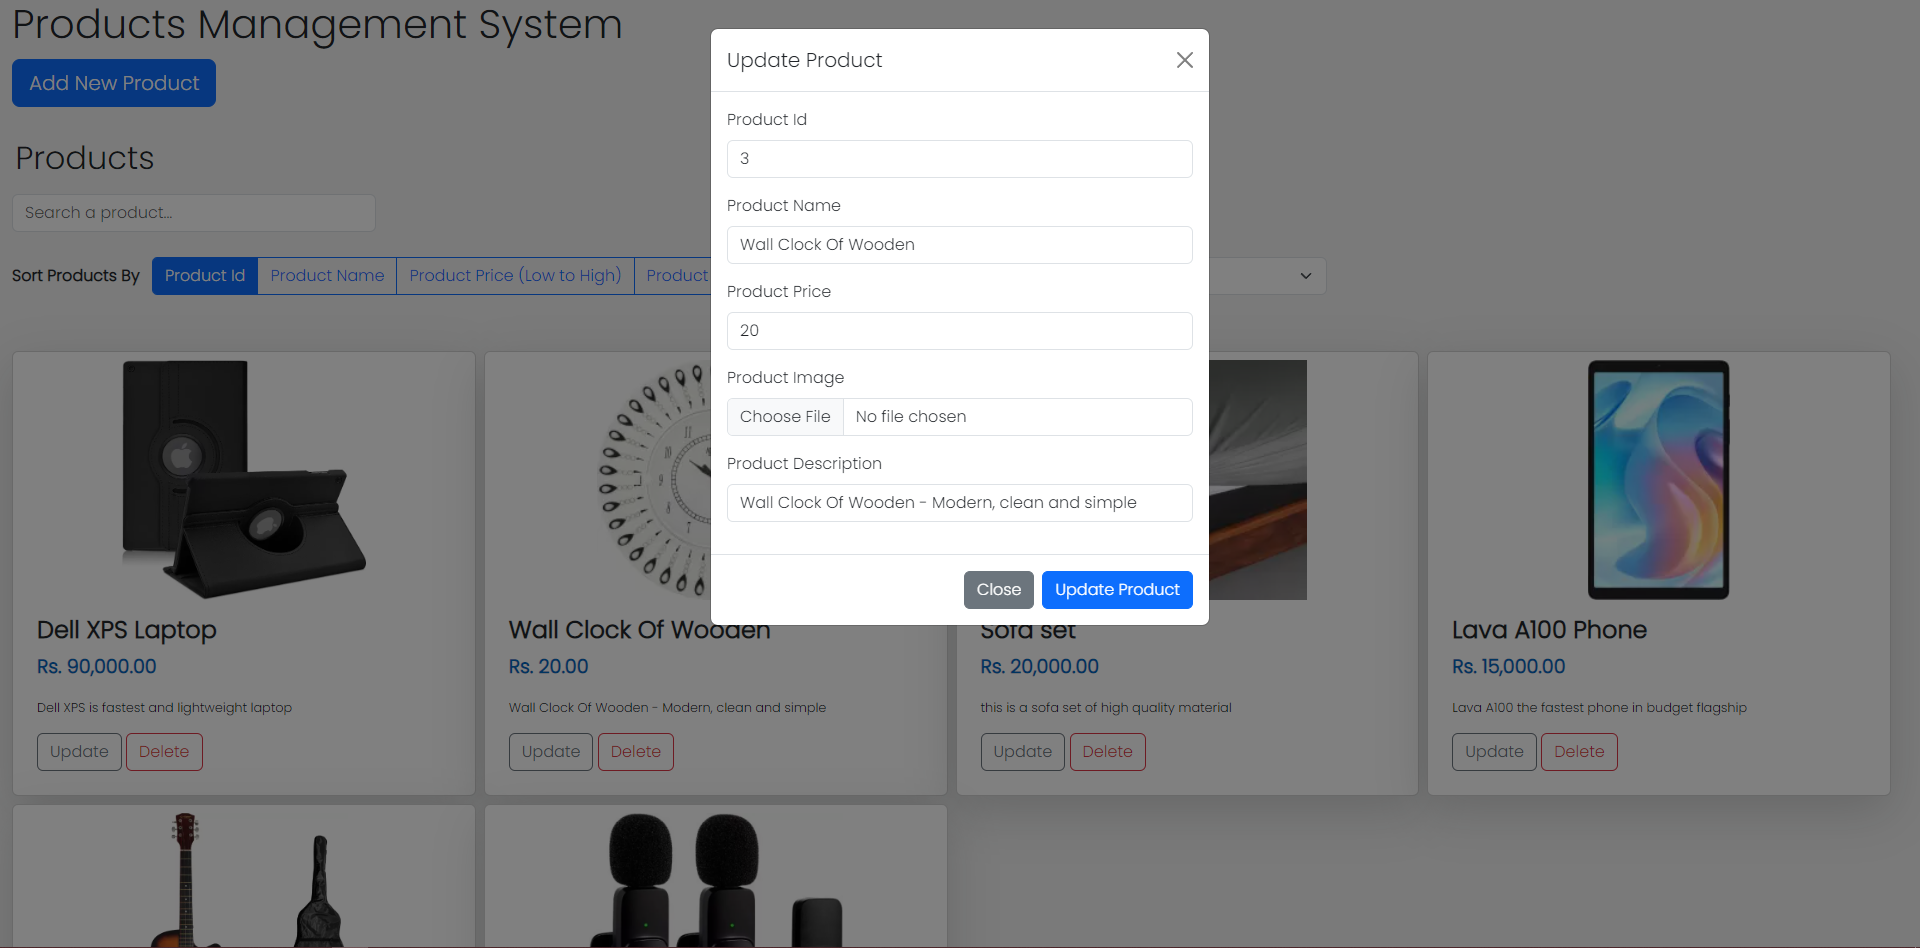 Products Management System
Add New Product
Products
Search a product...
Sort Products By Product Id Product Name Product Price (Low to High) Product
Update Product
Product Id
3
Product Name
Wall Clock Of Wooden
Product Price
20
Product Image
Choose File No file chosen
Product Description
Wall Clock Of Wooden - Modern, clean and simple
Close Update Product
Dell XPS Laptop
Rs. 90,000.00
Dell XPS is fastest and lightweight laptop
Update Delete
Wall Clock Of Wooden
Rs. 20.00
Wall Clock Of Wooden - Modern, clean and simple
Update Delete
Sofa set
Rs. 20,000.00
this is a sofa set of high quality material
Update Delete
Lava A100 Phone
Rs. 15,000.00
Lava A100 the fastest phone in budget flagship
Update Delete